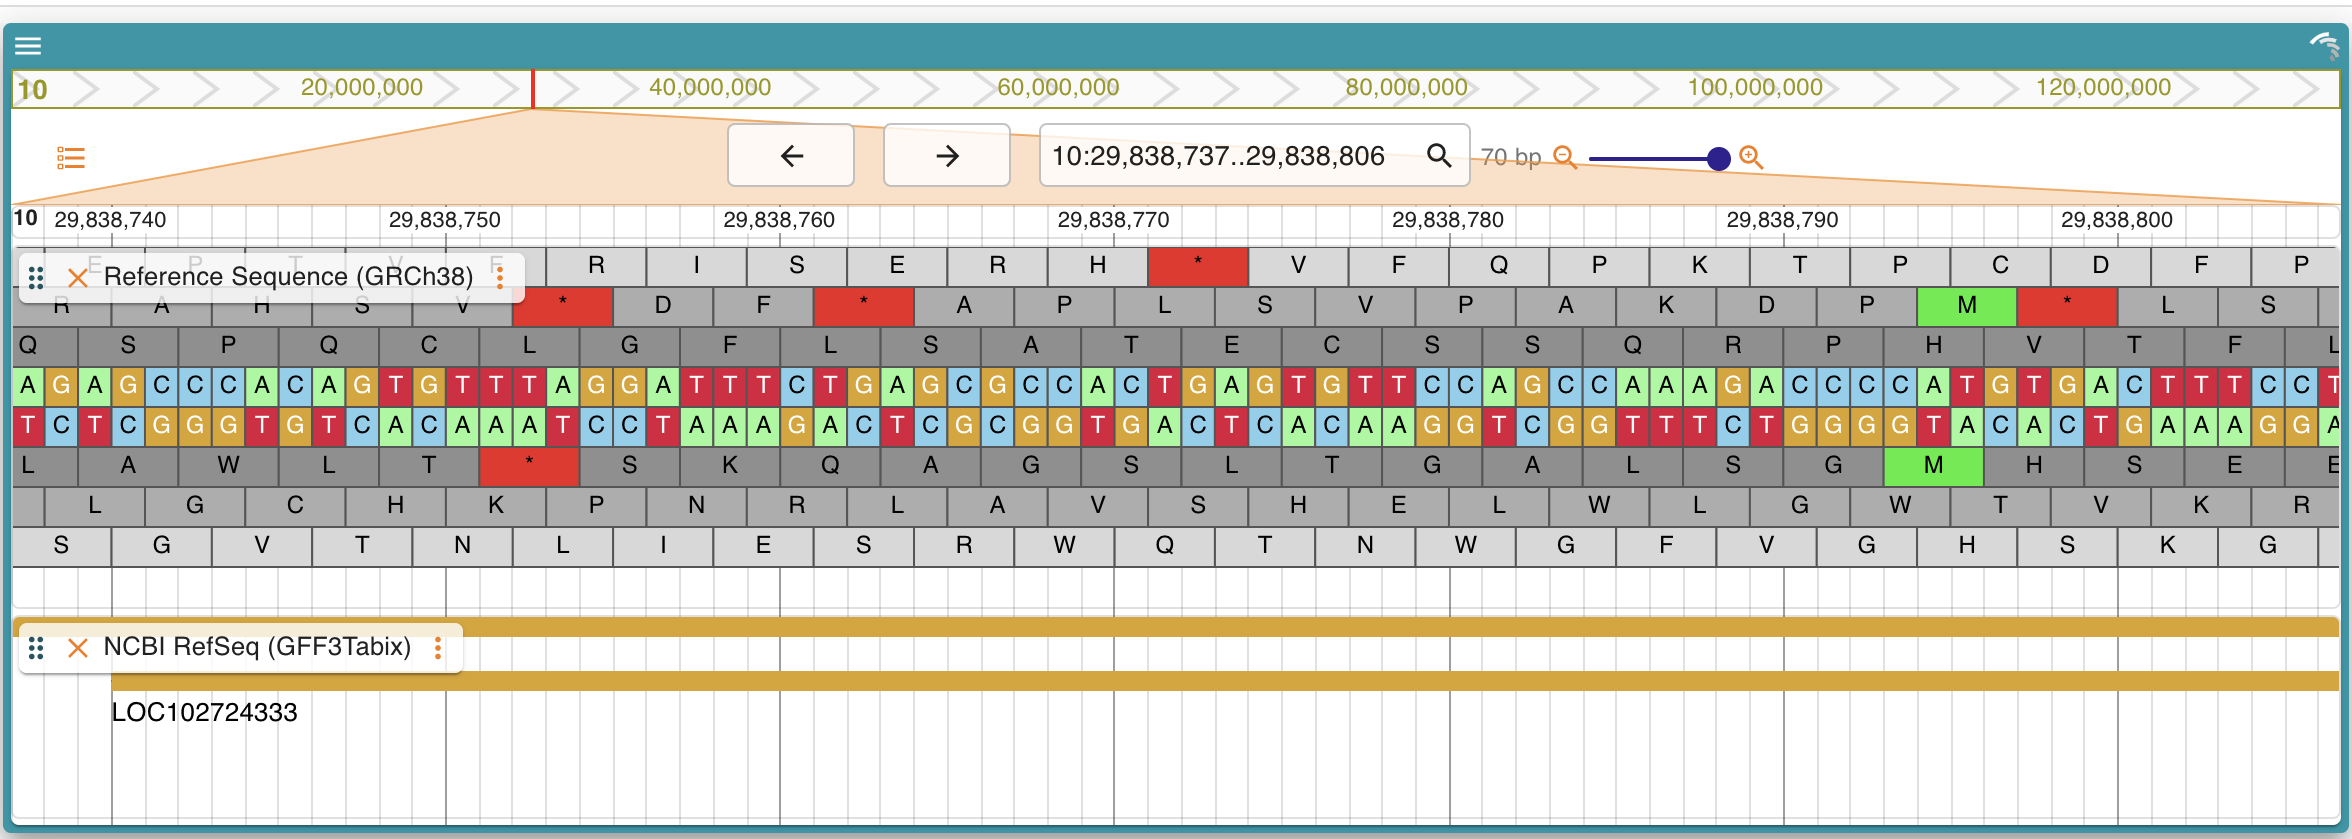 10 20,000,000 40,000,000 60,000,000 80,000,000 100,000,000 120,000,000
10:29,838,737..29,838,806 70 bp
10 29,838,740 29,838,750 29,838,760 29,838,770 29,838,780 29,838,790 29,838,800
E P T V F R I S E R H * V F Q P K T P C D F P
Reference Sequence (GRCh38)
R A H S V * D F * A P L S V P A K D P M * L S
Q S P Q C L G F L S A T E C S S Q R P H V T F L
A G A G C C C A C A G T G T T T A G G A T T T C T G A G C G C C A C T G A G T G T T C C A G C C A A A G A C C C C A T G T G A C T T T C C T
T C T C G G G T G T C A C A A A T C C T A A A G A C T C G C G G T G A C T C A C A A G G T C G G T T T C T G G G G T A C A C T G A A A G G A
L A W L T * S K Q A G S L T G A L S G M H S E E
L G C H K P N R L A V S H E L W L G W T V K R
S G V T N L I E S R W Q T N W G F V G H S K G
NCBI RefSeq (GFF3Tabix)
LOC102724333